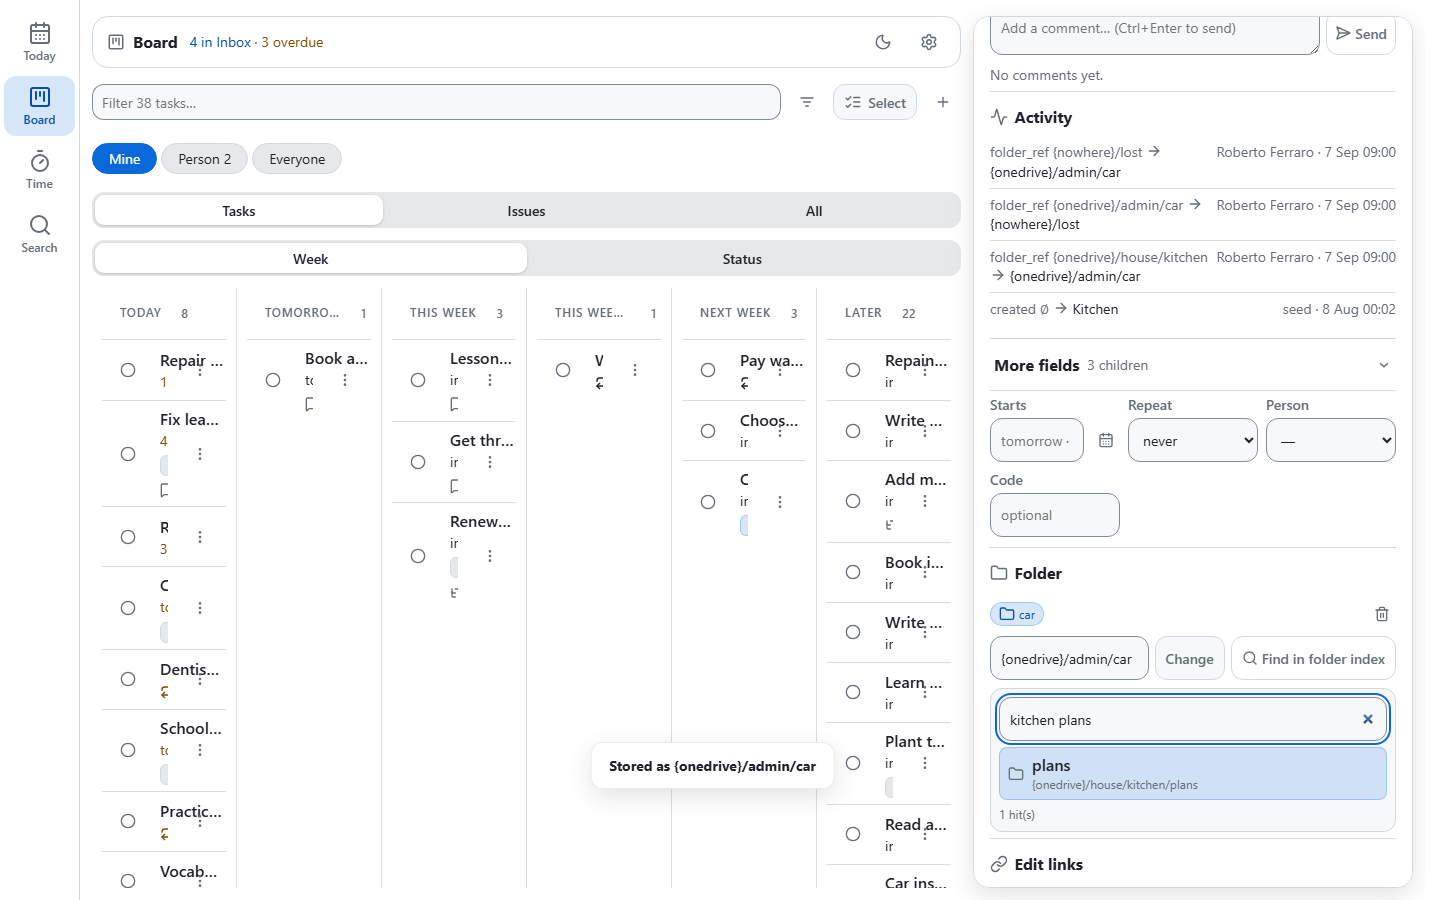 Today
Board
Time
Search
Board 4 in Inbox · 3 overdue
Filter 38 tasks...
Select
Mine
Person 2
Everyone
Tasks
Issues
All
Week
Status
TODAY 8
Repair ...
1
Fix lea...
4
R
3
C
Dentis...
School...
Practic...
Vocab...
TOMORRO... 1
Book a...
THIS WEEK 3
Lesson...
Get thr...
Renew...
THIS WEE... 1
NEXT WEEK 3
Pay wa...
Choos...
C
LATER 22
Repain...
Write ...
Add m...
Book i...
Write ...
Learn ...
Plant t...
Read a...
Car ins...
Stored as {onedrive}/admin/car
Add a comment... (Ctrl+Enter to send)
Send
No comments yet.
Activity
folder_ref {nowhere}/lost → Roberto Ferraro · 7 Sep 09:00
{onedrive}/admin/car
folder_ref {onedrive}/admin/car → Roberto Ferraro · 7 Sep 09:00
{nowhere}/lost
folder_ref {onedrive}/house/kitchen Roberto Ferraro · 7 Sep 09:00
→ {onedrive}/admin/car
created ∅ → Kitchen seed · 8 Aug 00:02
More fields 3 children
Starts Repeat Person
tomorrow · never —
Code
optional
Folder
car
{onedrive}/admin/car Change Find in folder index
kitchen plans
plans
{onedrive}/house/kitchen/plans
1 hit(s)
Edit links